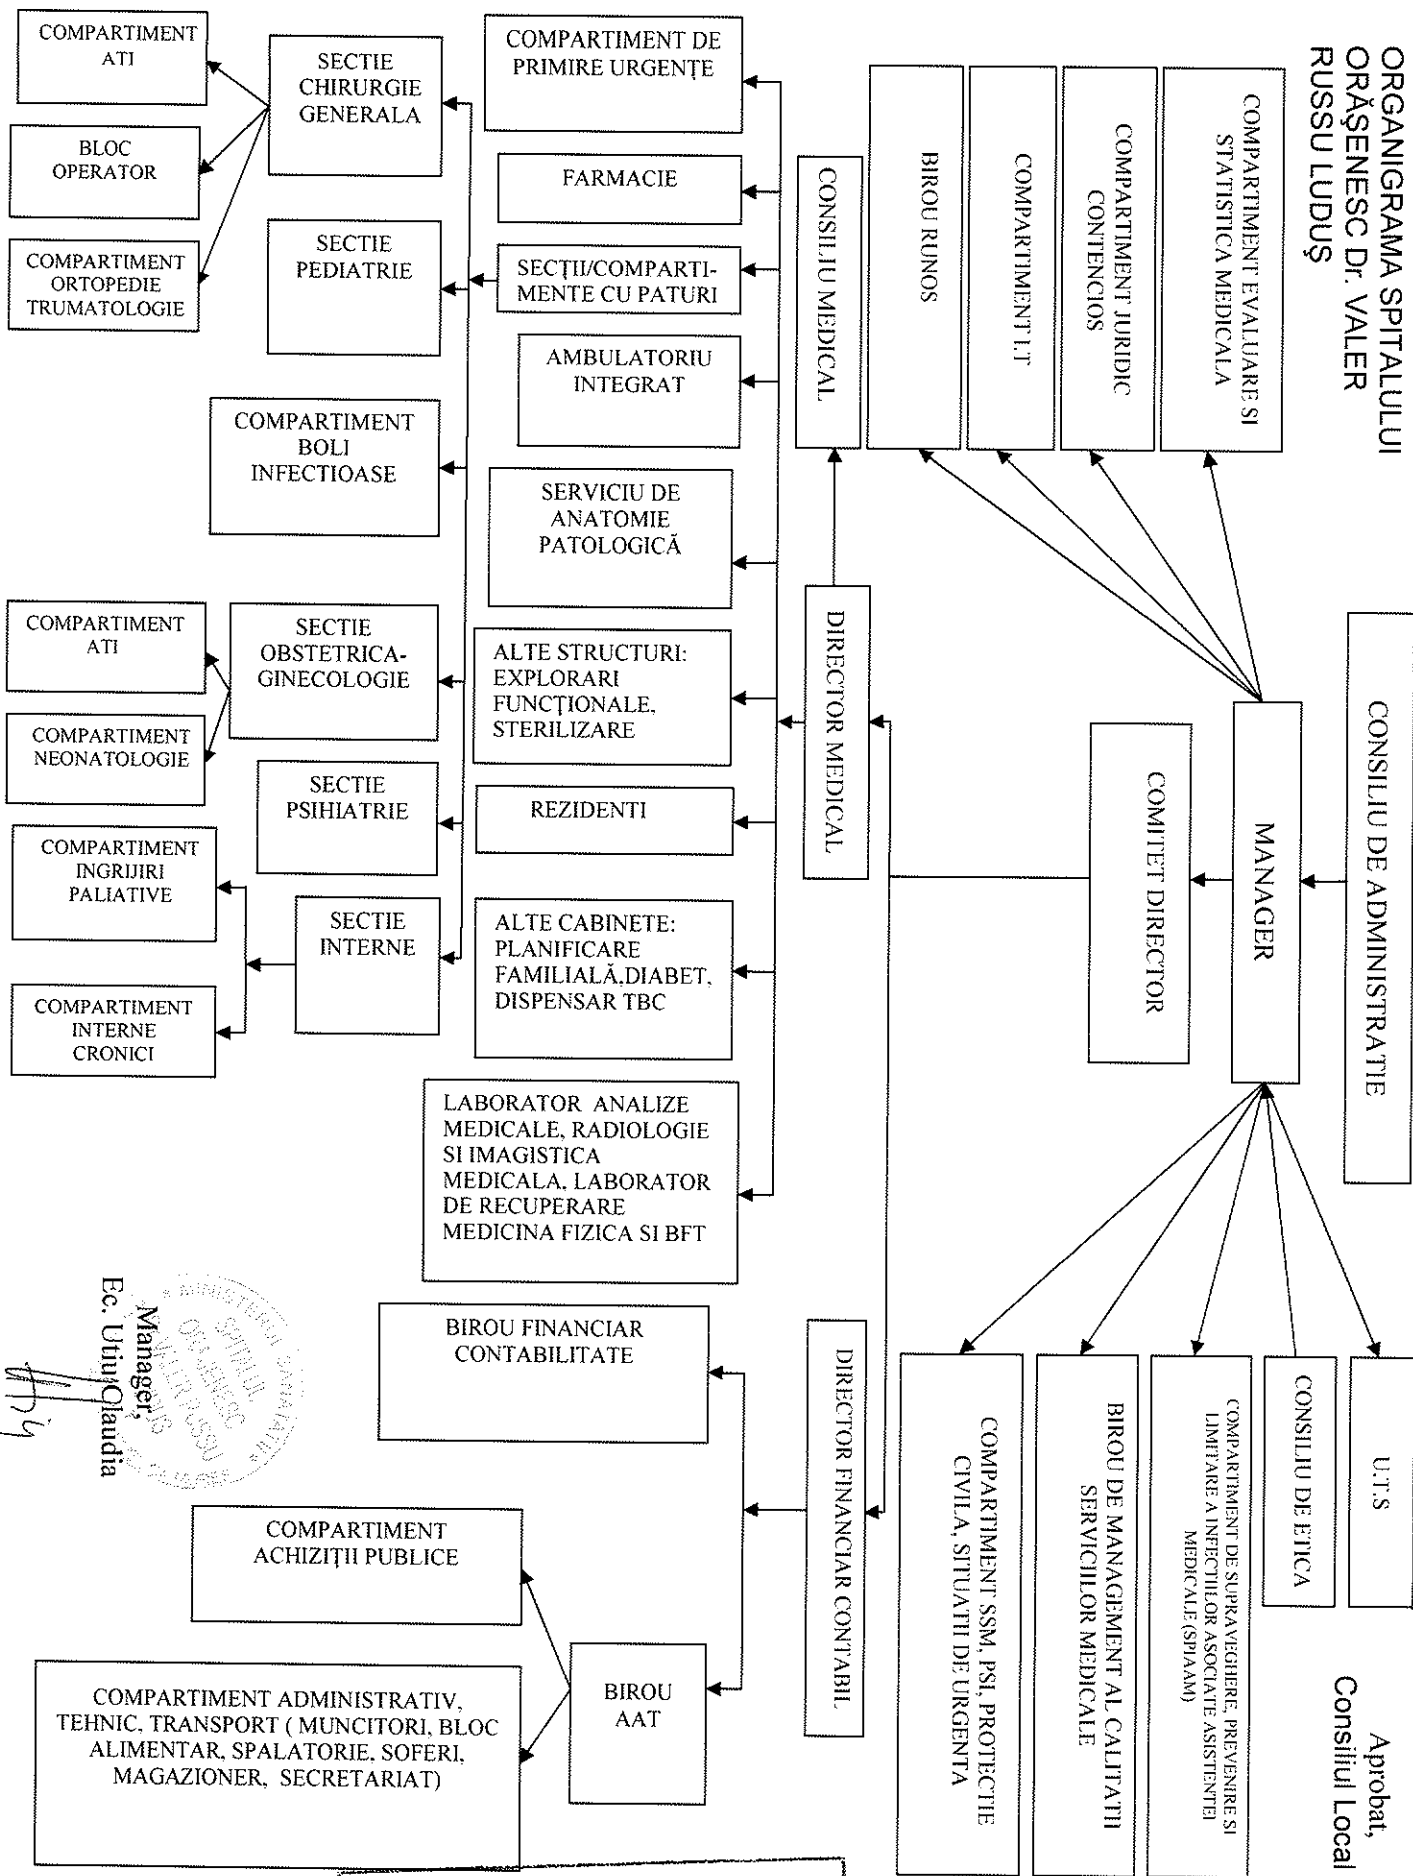 ORGANIGRAMA SPITALULUI
ORĂŞENESC Dr. VALER
RUSSU LUDUŞ
Aprobat,
Consiliul Local
CONSILIU DE ADMINISTRATIE
MANAGER
COMITET DIRECTOR
COMPARTIMENT EVALUARE SI
STATISTICA MEDICALA
COMPARTIMENT JURIDIC
CONTENCIOS
COMPARTIMENT I.T
BIROU RUNOS
U.T.S
CONSILIU DE ETICA
COMPARTIMENT DE SUPRAVEGHERE, PREVENIRE SI
LIMITARE A INFECTIILOR ASOCIATE ASISTENTEI
MEDICALE (SPIAAM)
BIROU DE MANAGEMENT AL CALITATII
SERVICIILOR MEDICALE
COMPARTIMENT SSM, PSI, PROTECTIE
CIVILA, SITUATII DE URGENTA
CONSILIU MEDICAL
DIRECTOR MEDICAL
DIRECTOR FINANCIAR CONTABIL
COMPARTIMENT DE
PRIMIRE URGENŢE
FARMACIE
SECŢII/COMPARTI-
MENTE CU PATURI
AMBULATORIU
INTEGRAT
SERVICIU DE
ANATOMIE
PATOLOGICĂ
ALTE STRUCTURI:
EXPLORARI
FUNCŢIONALE,
STERILIZARE
REZIDENTI
ALTE CABINETE:
PLANIFICARE
FAMILIALĂ,DIABET,
DISPENSAR TBC
LABORATOR ANALIZE
MEDICALE, RADIOLOGIE
SI IMAGISTICA
MEDICALA, LABORATOR
DE RECUPERARE
MEDICINA FIZICA SI BFT
BIROU FINANCIAR
CONTABILITATE
BIROU
AAT
COMPARTIMENT
ACHIZIŢII PUBLICE
COMPARTIMENT ADMINISTRATIV,
TEHNIC, TRANSPORT ( MUNCITORI, BLOC
ALIMENTAR, SPALATORIE, SOFERI,
MAGAZIONER, SECRETARIAT)
SECTIE
CHIRURGIE
GENERALA
SECTIE
PEDIATRIE
COMPARTIMENT
BOLI
INFECTIOASE
SECTIE
OBSTETRICA-
GINECOLOGIE
SECTIE
PSIHIATRIE
SECTIE
INTERNE
COMPARTIMENT
ATI
BLOC
OPERATOR
COMPARTIMENT
ORTOPEDIE
TRUMATOLOGIE
COMPARTIMENT
ATI
COMPARTIMENT
NEONATOLOGIE
COMPARTIMENT
INGRIJIRI
PALIATIVE
COMPARTIMENT
INTERNE
CRONICI
Manager,
Ec. Utiu Claudia
SPITALUL
ORASENESC
VALER RUSSU